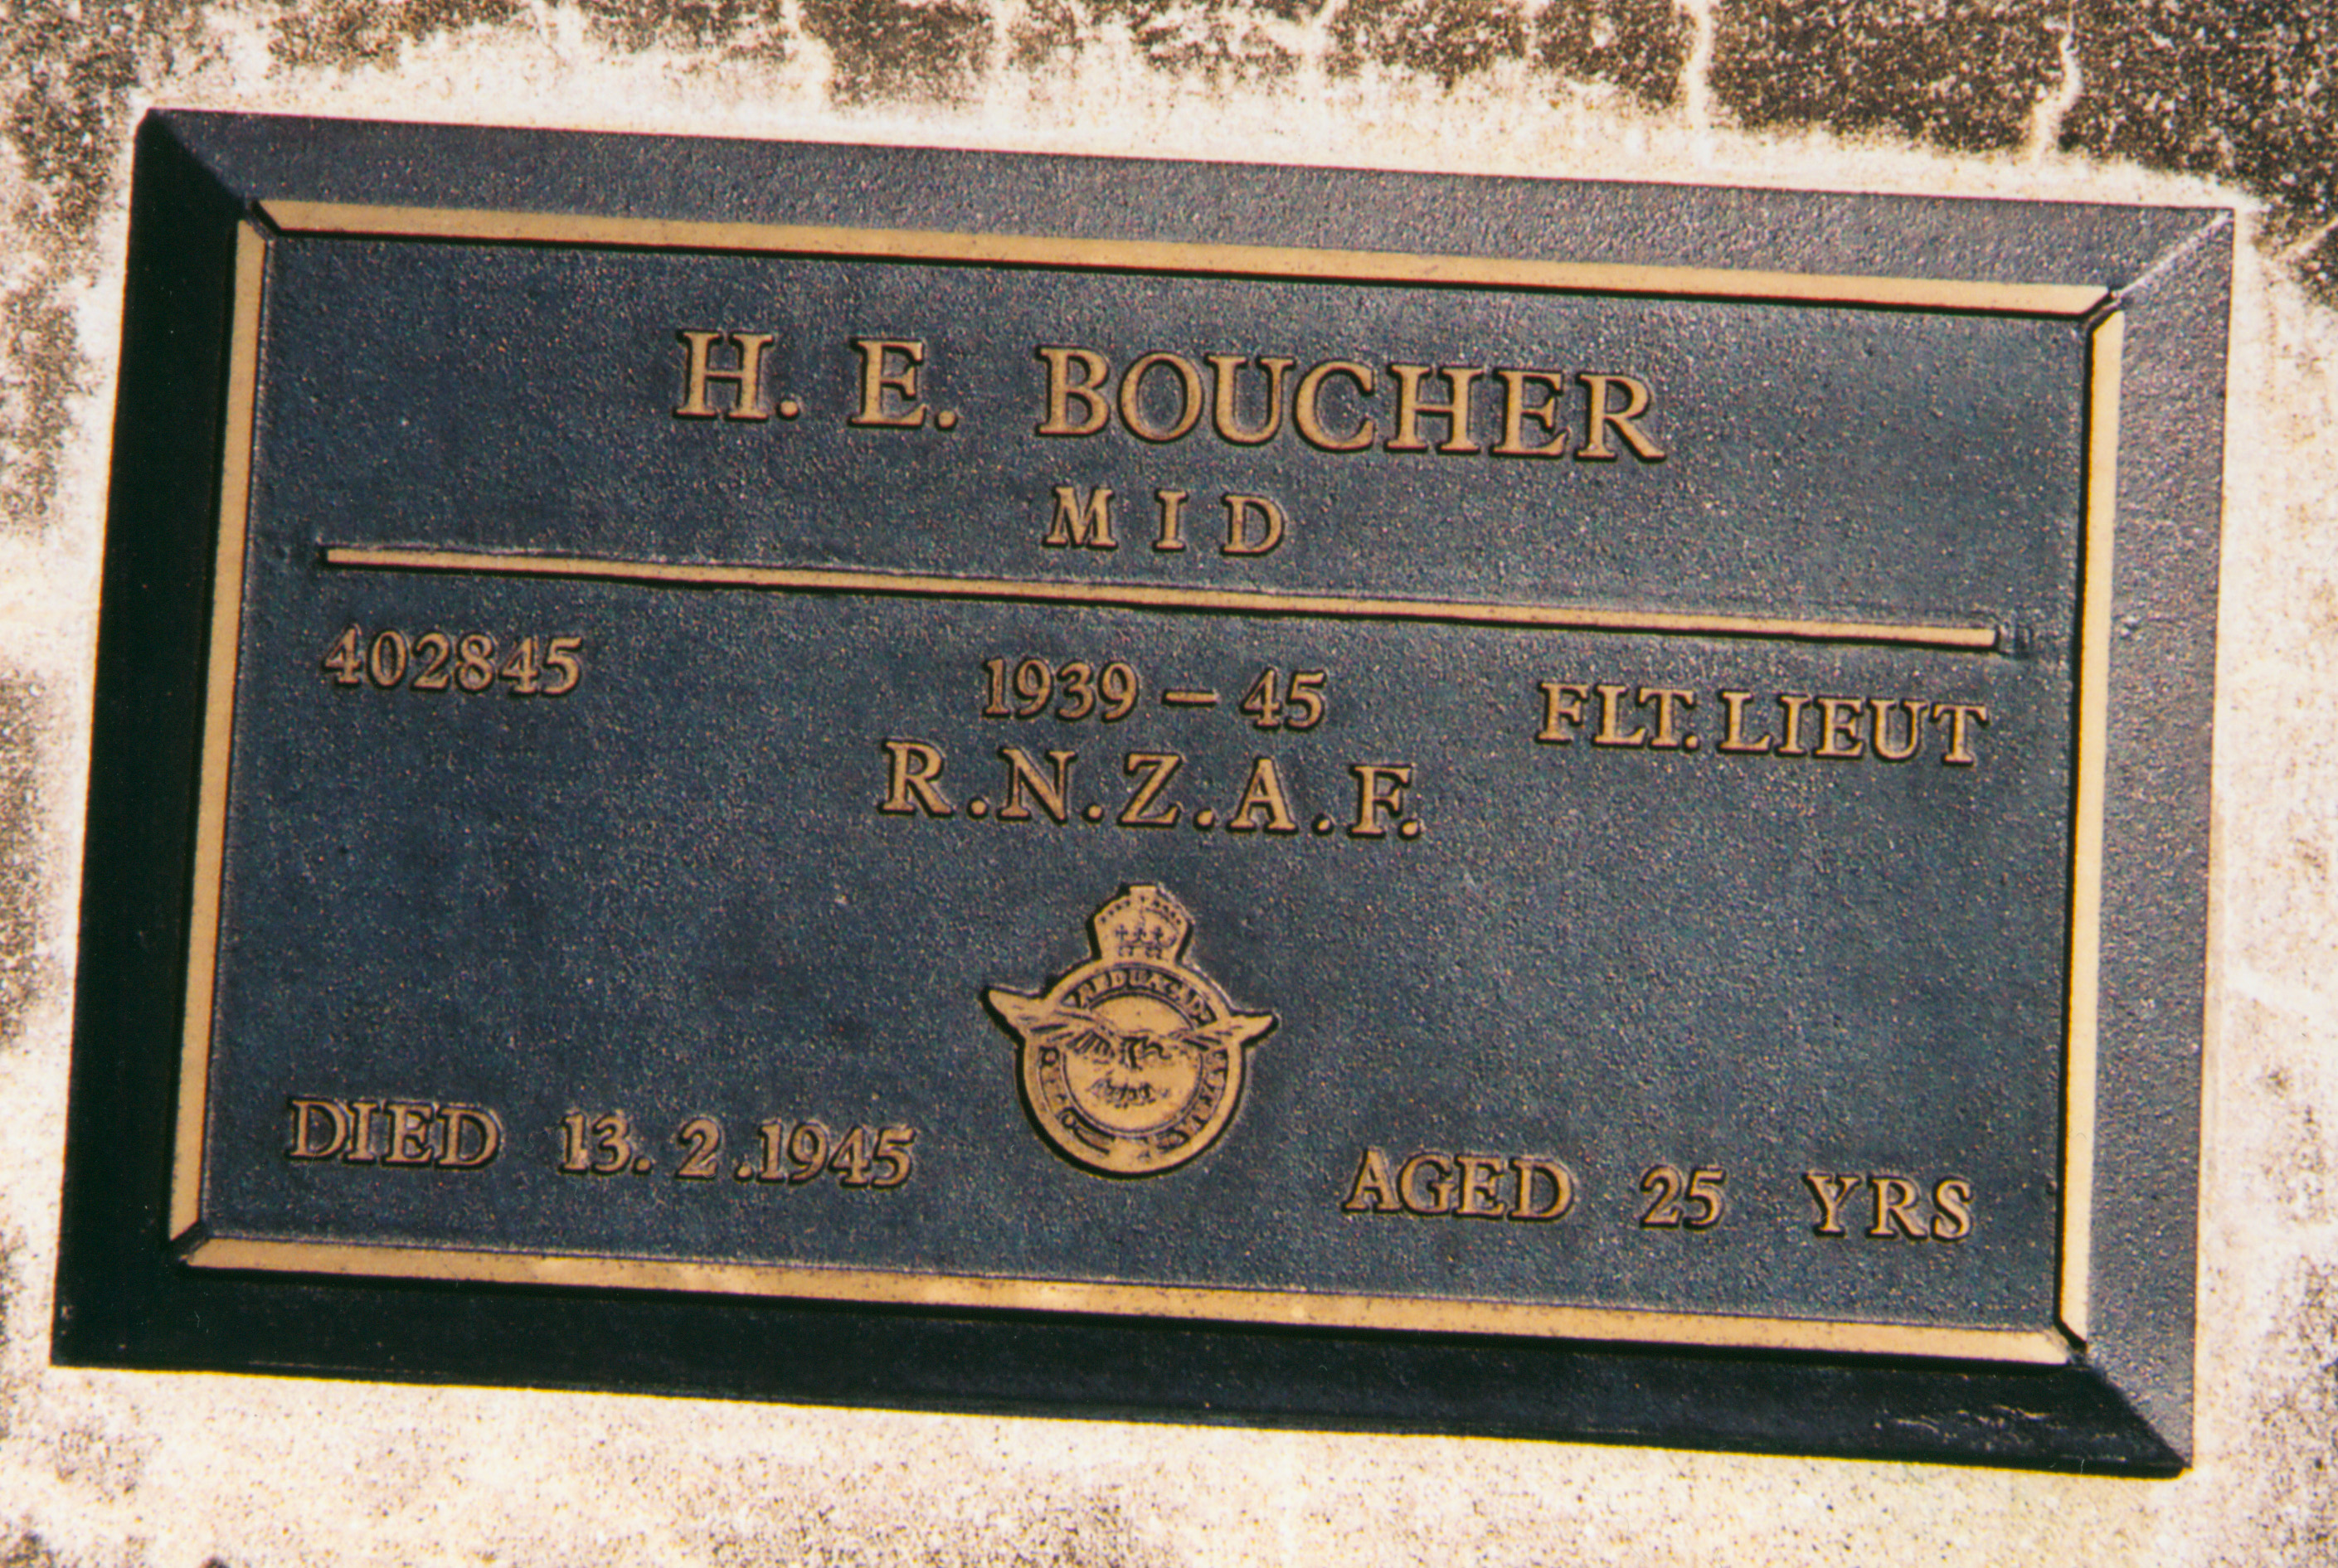 H. E. BOUCHER
M I D
402845 1939 – 45 FLT. LIEUT
R.N.Z.A.F.
DIED 13. 2 .1945 AGED 25 YRS